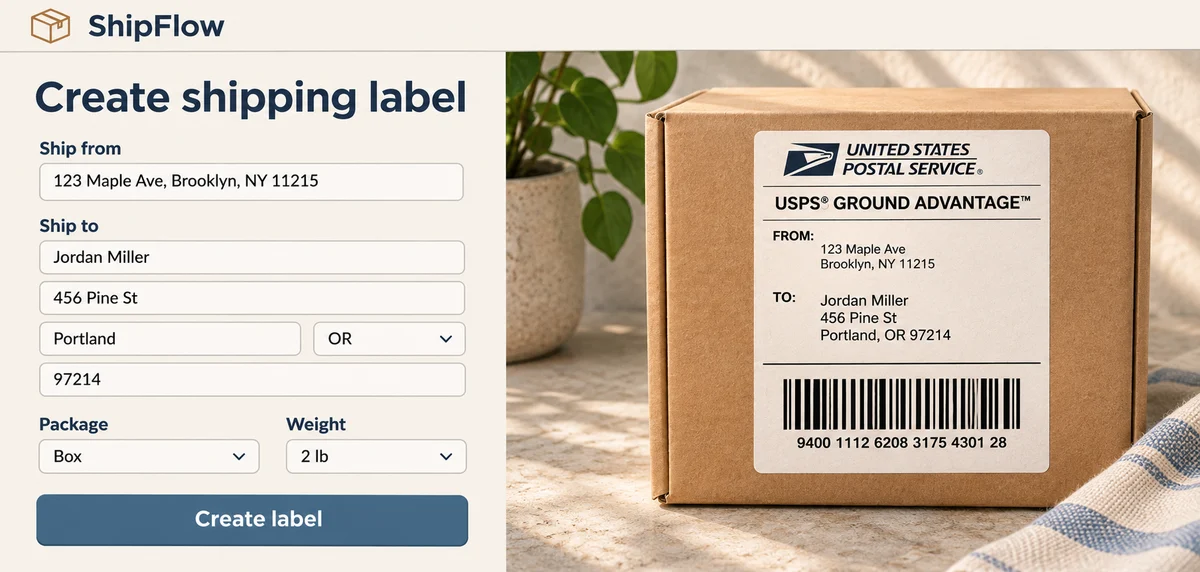 ShipFlow
Create shipping label
Ship from
123 Maple Ave, Brooklyn, NY 11215
Ship to
Jordan Miller
456 Pine St
Portland
OR
97214
Package
Weight
Box
2 lb
Create label
UNITED STATES
POSTAL SERVICE®
USPS® GROUND ADVANTAGE™
FROM:
123 Maple Ave
Brooklyn, NY 11215
TO:
Jordan Miller
456 Pine St
Portland, OR 97214
9400 1112 6208 3175 4301 28